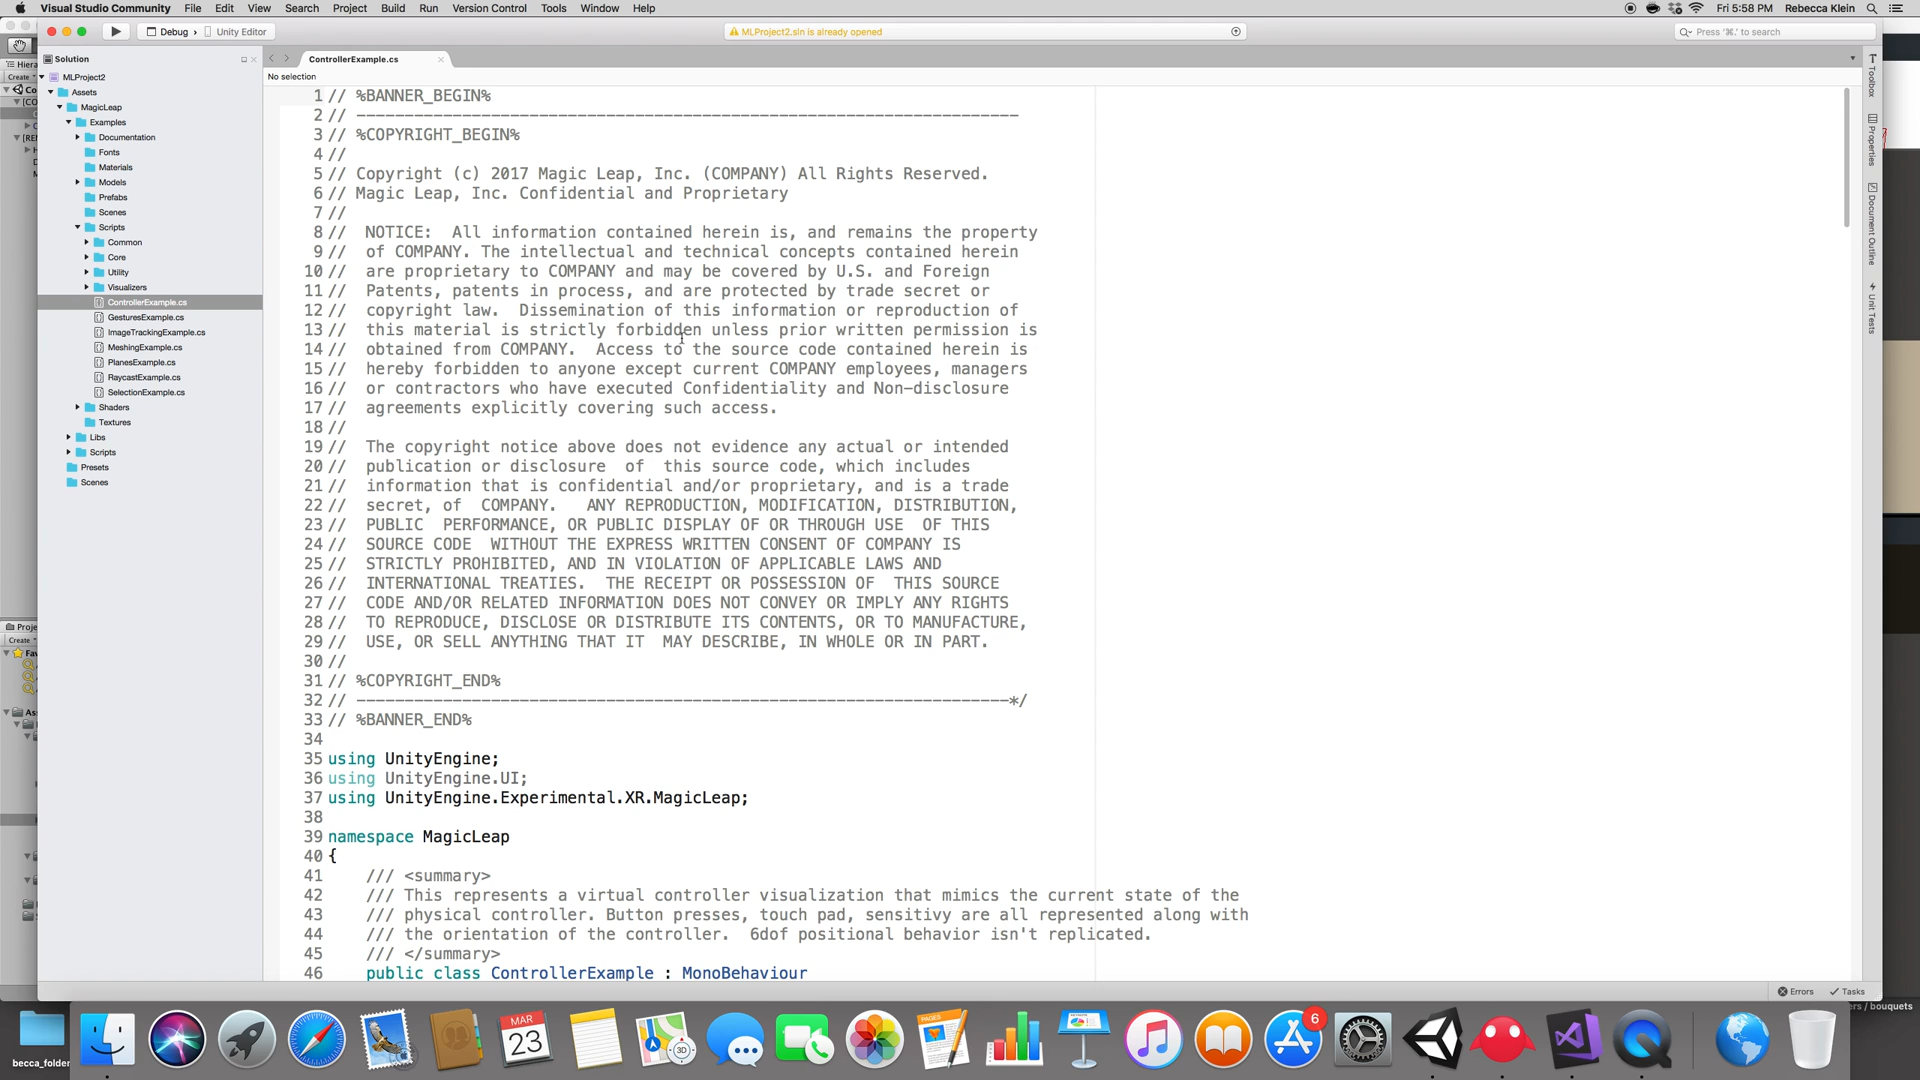 Visual Studio Community File Edit View Search Project Build Run Version Control Tools Window Help Fri 5:58 PM Rebecca Klein
Debug › Unity Editor MLProject2.sln is already opened Press '⌘.' to search
Solution
ControllerExample.cs
No selection
MLProject2
Assets
MagicLeap
Examples
Documentation
Fonts
Materials
Models
Prefabs
Scenes
Scripts
Common
Core
Utility
Visualizers
ControllerExample.cs
GesturesExample.cs
ImageTrackingExample.cs
MeshingExample.cs
PlanesExample.cs
RaycastExample.cs
SelectionExample.cs
Shaders
Textures
Libs
Scripts
Presets
Scenes
1 // %BANNER_BEGIN%
2 // ---------------------------------------------------------------------
3 // %COPYRIGHT_BEGIN%
4 //
5 // Copyright (c) 2017 Magic Leap, Inc. (COMPANY) All Rights Reserved.
6 // Magic Leap, Inc. Confidential and Proprietary
7 //
8 //  NOTICE:  All information contained herein is, and remains the property
9 //  of COMPANY. The intellectual and technical concepts contained herein
10 //  are proprietary to COMPANY and may be covered by U.S. and Foreign
11 //  Patents, patents in process, and are protected by trade secret or
12 //  copyright law.  Dissemination of this information or reproduction of
13 //  this material is strictly forbidden unless prior written permission is
14 //  obtained from COMPANY.  Access to the source code contained herein is
15 //  hereby forbidden to anyone except current COMPANY employees, managers
16 //  or contractors who have executed Confidentiality and Non-disclosure
17 //  agreements explicitly covering such access.
18 //
19 //  The copyright notice above does not evidence any actual or intended
20 //  publication or disclosure  of  this source code, which includes
21 //  information that is confidential and/or proprietary, and is a trade
22 //  secret, of  COMPANY.   ANY REPRODUCTION, MODIFICATION, DISTRIBUTION,
23 //  PUBLIC  PERFORMANCE, OR PUBLIC DISPLAY OF OR THROUGH USE  OF THIS
24 //  SOURCE CODE  WITHOUT THE EXPRESS WRITTEN CONSENT OF COMPANY IS
25 //  STRICTLY PROHIBITED, AND IN VIOLATION OF APPLICABLE LAWS AND
26 //  INTERNATIONAL TREATIES.  THE RECEIPT OR POSSESSION OF  THIS SOURCE
27 //  CODE AND/OR RELATED INFORMATION DOES NOT CONVEY OR IMPLY ANY RIGHTS
28 //  TO REPRODUCE, DISCLOSE OR DISTRIBUTE ITS CONTENTS, OR TO MANUFACTURE,
29 //  USE, OR SELL ANYTHING THAT IT  MAY DESCRIBE, IN WHOLE OR IN PART.
30 //
31 // %COPYRIGHT_END%
32 // --------------------------------------------------------------------*/
33 // %BANNER_END%
34
35 using UnityEngine;
36 using UnityEngine.UI;
37 using UnityEngine.Experimental.XR.MagicLeap;
38
39 namespace MagicLeap
40 {
41     /// <summary>
42     /// This represents a virtual controller visualization that mimics the current state of the
43     /// physical controller. Button presses, touch pad, sensitivy are all represented along with
44     /// the orientation of the controller.  6dof positional behavior isn't replicated.
45     /// </summary>
46     public class ControllerExample : MonoBehaviour
Toolbox
Properties
Document Outline
Unit Tests
Errors Tasks
becca_folder
MAR
23
3D
PAGES
6
ers / bouquets